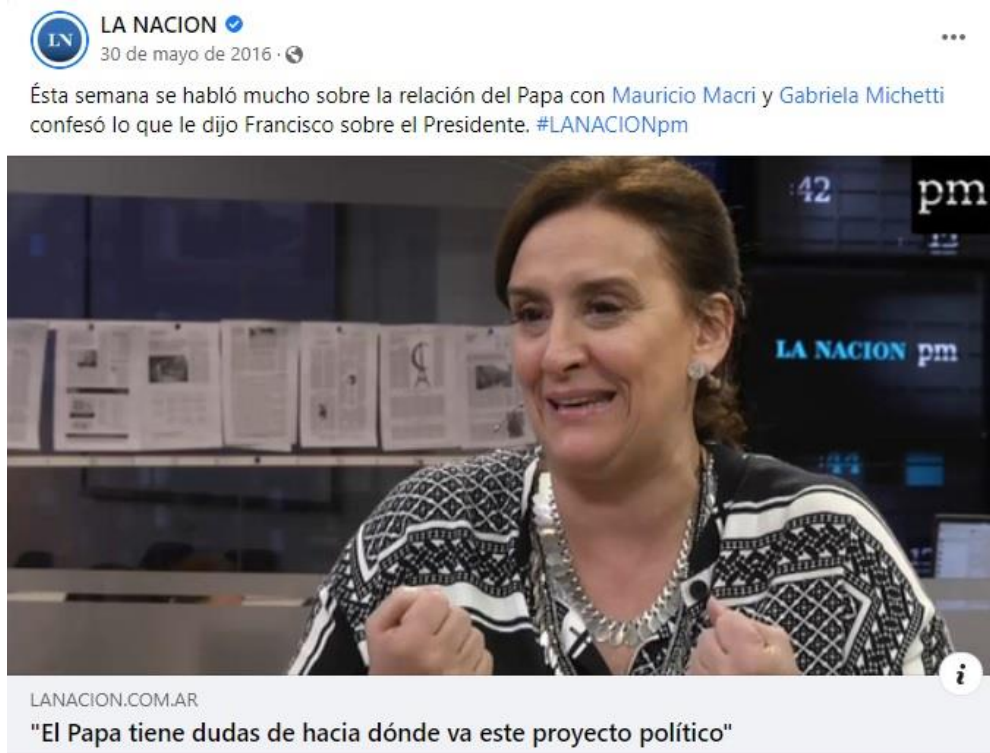 LN
LA NACION
30 de mayo de 2016
Ésta semana se habló mucho sobre la relación del Papa con Mauricio Macri y Gabriela Michetti
confesó lo que le dijo Francisco sobre el Presidente. #LANACIONpm
:42
pm
LA NACION pm
:44
LANACION.COM.AR
"El Papa tiene dudas de hacia dónde va este proyecto político"